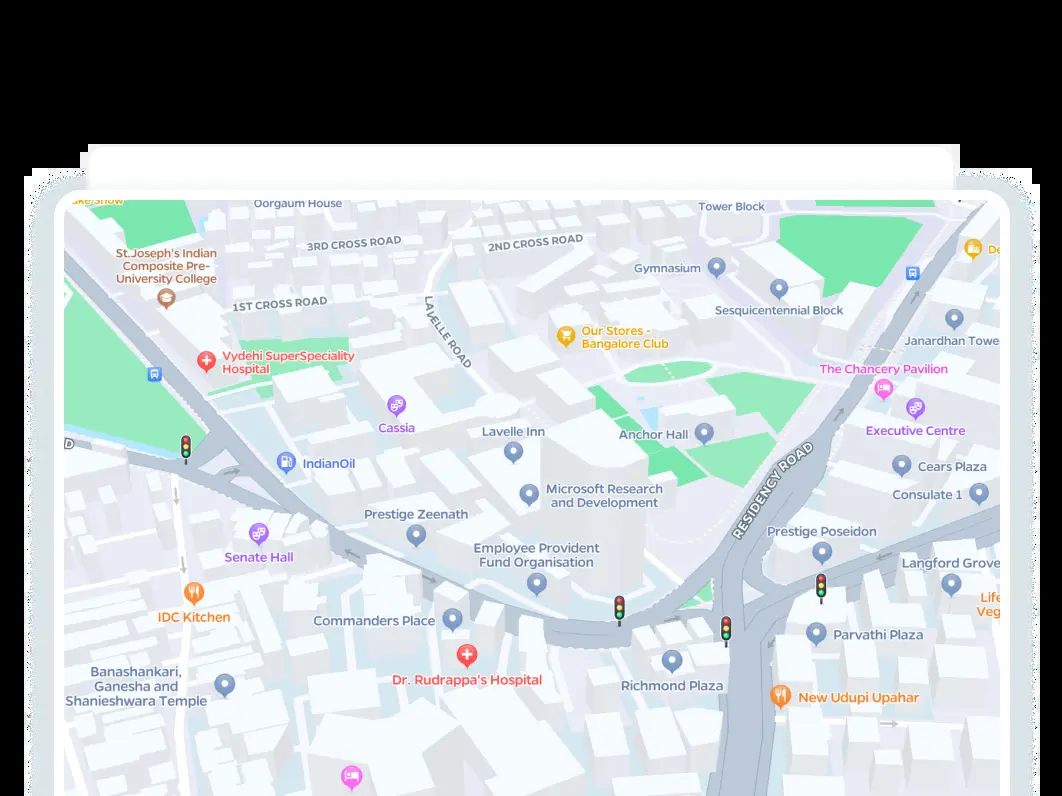 Oorgaum House
Tower Block
3RD CROSS ROAD
2ND CROSS ROAD
St.Joseph's Indian
Composite Pre-
University College
Gymnasium
1ST CROSS ROAD
LAVELLE ROAD
Sesquicentennial Block
Our Stores -
Bangalore Club
Janardhan Towe
Vydehi SuperSpeciality
Hospital
The Chancery Pavilion
Cassia
Lavelle Inn
Anchor Hall
Executive Centre
IndianOil
Cears Plaza
RESIDENCY ROAD
Microsoft Research
and Development
Consulate 1
Prestige Zeenath
Prestige Poseidon
Senate Hall
Employee Provident
Fund Organisation
Langford Grove
IDC Kitchen
Life
Veg
Commanders Place
Parvathi Plaza
Banashankari,
Ganesha and
Shanieshwara Temple
Dr. Rudrappa's Hospital
Richmond Plaza
New Udupi Upahar